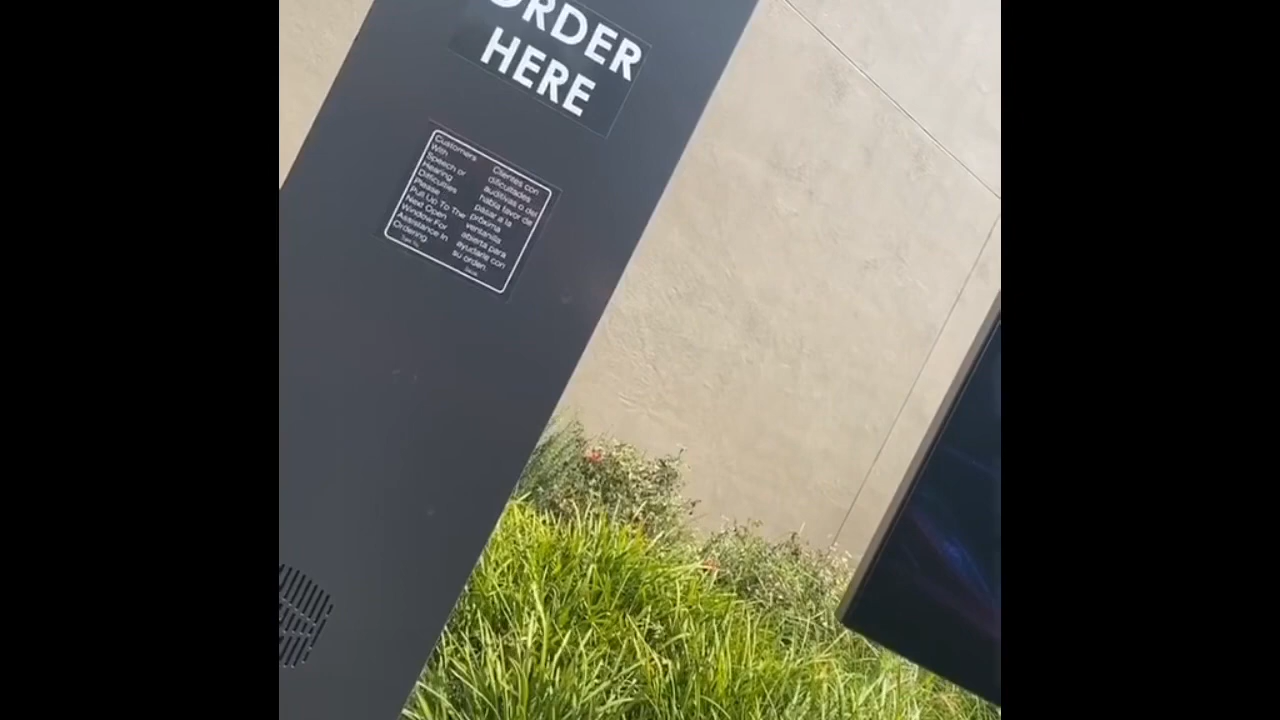 ORDER
HERE
Customers
With
Speech or
Hearing
Difficulties
Please
Pull Up To The
Next Open
Window For
Assistance In
Ordering.
Clientes con
dificultades
auditivas o del
habla favor de
pasar a la
próxima
ventanilla
abierta para
ayudarle con
su orden.